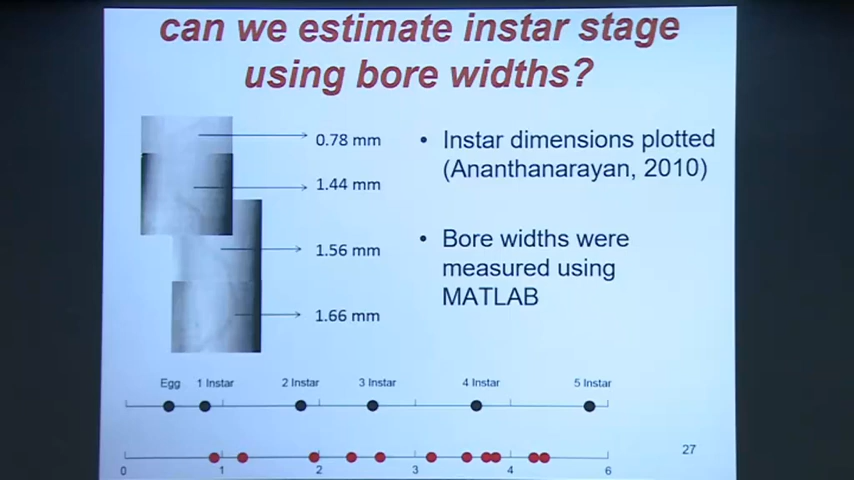 can we estimate instar stage
using bore widths?
0.78 mm
1.44 mm
1.56 mm
1.66 mm
• Instar dimensions plotted
(Ananthanarayan, 2010)
• Bore widths were
measured using
MATLAB
Egg 1 Instar 2 Instar 3 Instar 4 Instar 5 Instar
27
0 1 2 3 4 6